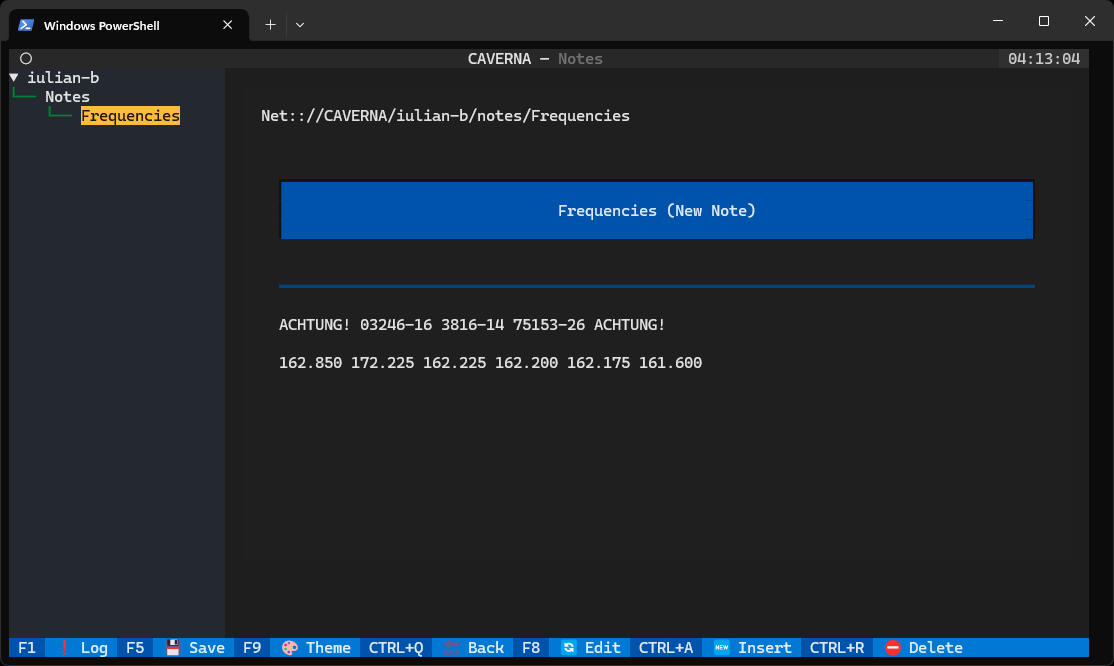 Windows PowerShell
CAVERNA — Notes 04:13:04
▼ iulian-b
Notes
Frequencies
Net:://CAVERNA/iulian-b/notes/Frequencies
Frequencies (New Note)
ACHTUNG! 03246-16 3816-14 75153-26 ACHTUNG!
162.850 172.225 162.225 162.200 162.175 161.600
F1 Log F5 Save F9 Theme CTRL+Q Back F8 Edit CTRL+A NEW Insert CTRL+R Delete